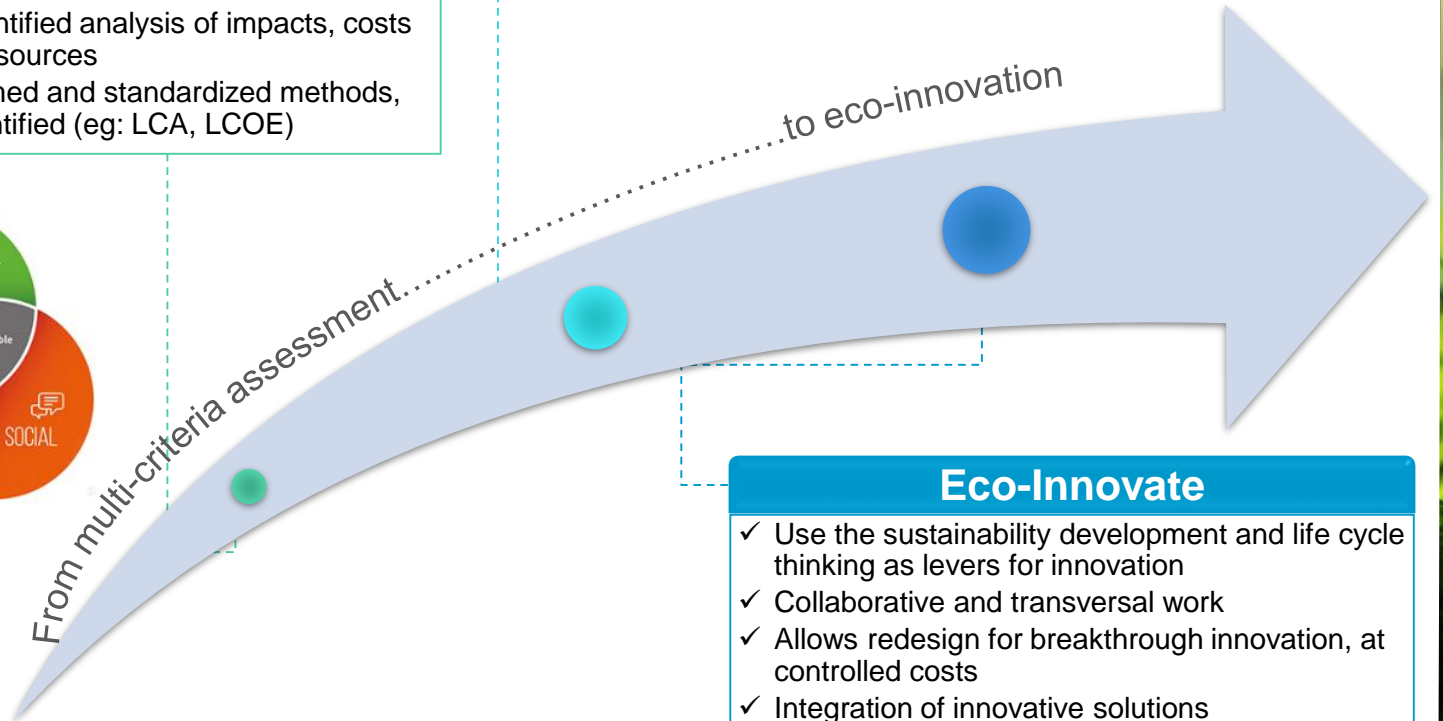 ntified analysis of impacts, costs
sources
ned and standardized methods,
ntified (eg: LCA, LCOE)
From multi-criteria assessment....
.....to eco-innovation
SOCIAL
Eco-Innovate
✓ Use the sustainability development and life cycle
thinking as levers for innovation
✓ Collaborative and transversal work
✓ Allows redesign for breakthrough innovation, at
controlled costs
✓ Integration of innovative solutions